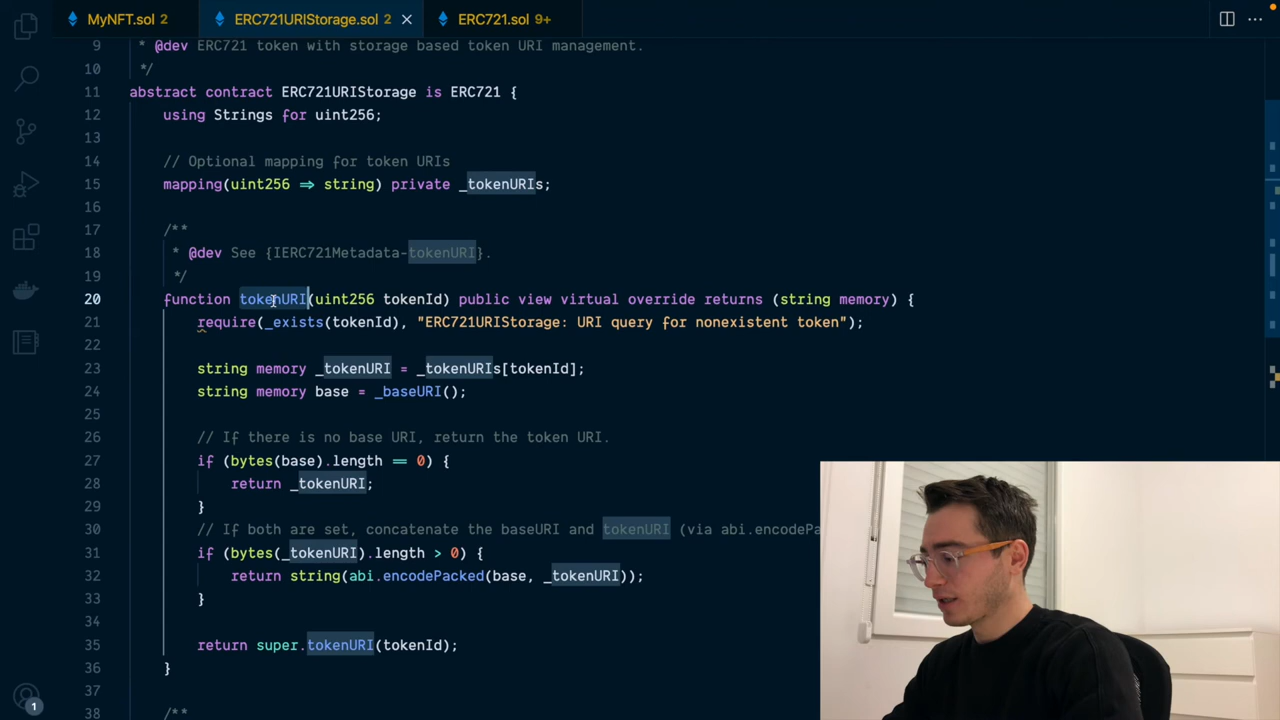 MyNFT.sol 2
ERC721URIStorage.sol 2
ERC721.sol 9+
9 * @dev ERC721 token with storage based token URI management.
10 */
11 abstract contract ERC721URIStorage is ERC721 {
12 using Strings for uint256;
13
14 // Optional mapping for token URIs
15 mapping(uint256 => string) private _tokenURIs;
16
17 /**
18 * @dev See {IERC721Metadata-tokenURI}.
19 */
20 function tokenURI(uint256 tokenId) public view virtual override returns (string memory) {
21 require(_exists(tokenId), "ERC721URIStorage: URI query for nonexistent token");
22
23 string memory _tokenURI = _tokenURIs[tokenId];
24 string memory base = _baseURI();
25
26 // If there is no base URI, return the token URI.
27 if (bytes(base).length == 0) {
28 return _tokenURI;
29 }
30 // If both are set, concatenate the baseURI and tokenURI (via abi.encodePa
31 if (bytes(_tokenURI).length > 0) {
32 return string(abi.encodePacked(base, _tokenURI));
33 }
34
35 return super.tokenURI(tokenId);
36 }
37
38 /**
1